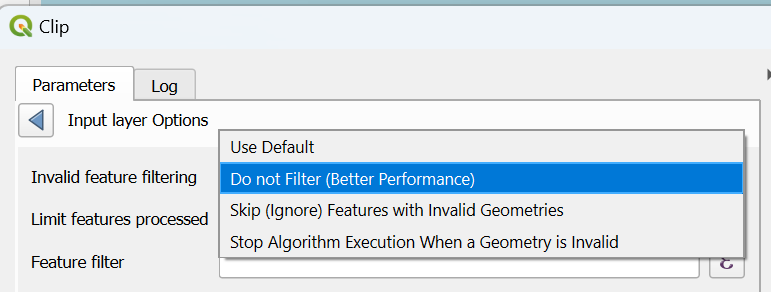 Clip
Parameters
Log
Input layer Options
Use Default
Invalid feature filtering
Do not Filter (Better Performance)
Limit features processed
Skip (Ignore) Features with Invalid Geometries
Stop Algorithm Execution When a Geometry is Invalid
Feature filter
ε